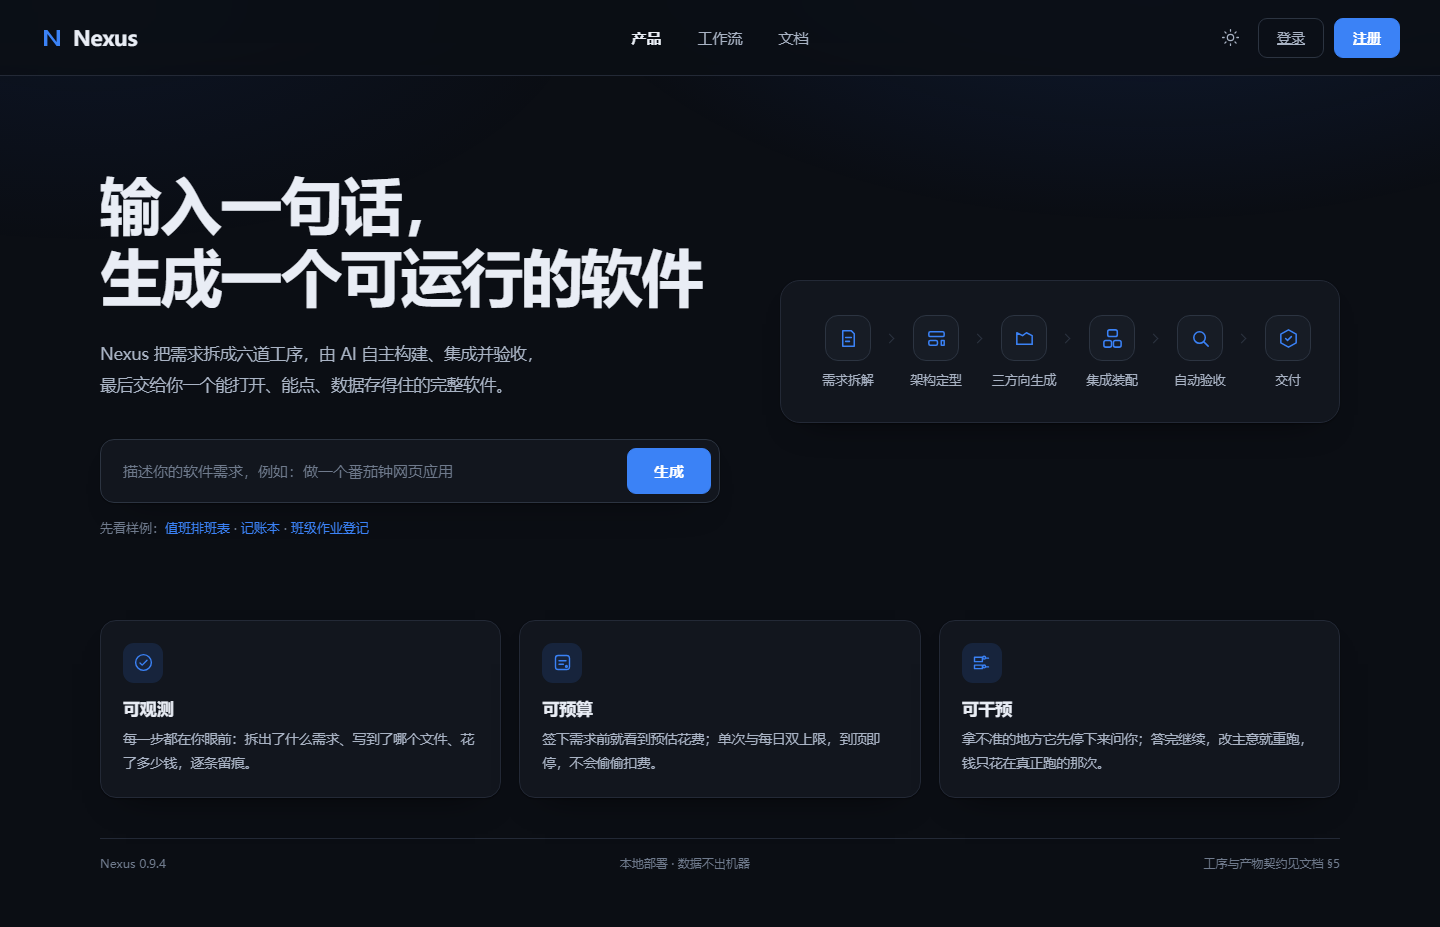 Nexus
产品
工作流
文档
登录
注册
输入一句话，
生成一个可运行的软件
Nexus 把需求拆成六道工序，由 AI 自主构建、集成并验收，
最后交给你一个能打开、能点、数据存得住的完整软件。
描述你的软件需求，例如：做一个番茄钟网页应用
生成
先看样例：值班排班表 · 记账本 · 班级作业登记
需求拆解
架构定型
三方向生成
集成装配
自动验收
交付
可观测
每一步都在你眼前：拆出了什么需求、写到了哪个文件、花
了多少钱，逐条留痕。
可预算
签下需求前就看到预估花费；单次与每日双上限，到顶即
停，不会偷偷扣费。
可干预
拿不准的地方它先停下来问你；答完继续，改主意就重跑，
钱只花在真正跑的那次。
Nexus 0.9.4
本地部署 · 数据不出机器
工序与产物契约见文档 §5